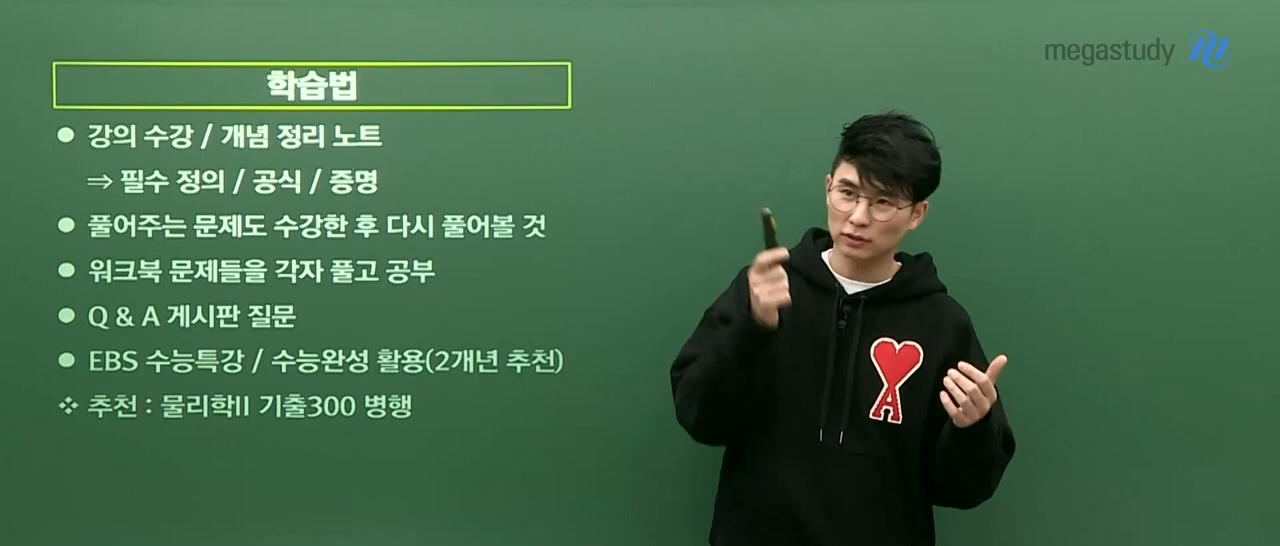 megastudy
학습법
● 강의 수강 / 개념 정리 노트
⇒ 필수 정의 / 공식 / 증명
● 풀어주는 문제도 수강한 후 다시 풀어볼 것
● 워크북 문제들을 각자 풀고 공부
● Q & A 게시판 질문
● EBS 수능특강 / 수능완성 활용(2개년 추천)
❖ 추천 : 물리학II 기출300 병행
A